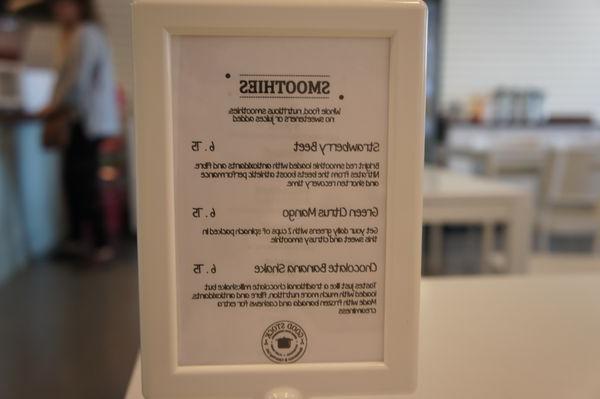 SMOOTHIES
Whole food, nutritious smoothies.
no sweeteners or juices added
Strawberry Beet 6.75
Bright red smoothie loaded with antioxidants and fibre.
Nitrates from the beets boost athletic performance
and shorten recovery time.
Green Citrus Mango 6.75
Get your daily greens with 2 cups of spinach packed in
this sweet and citrus smoothie.
Chocolate Banana Shake 6.75
Tastes just like a traditional chocolate milkshake but
loaded with much more nutrition, fibre and antioxidants.
Made with frozen banana and cashews for extra
creaminess
GOOD STOCK